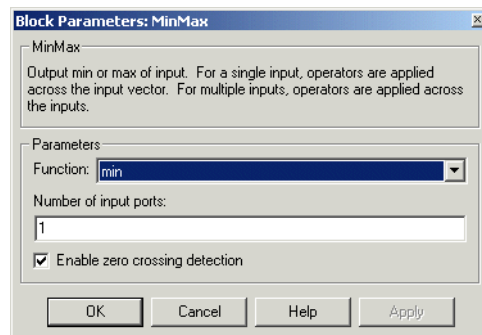 Block Parameters: MinMax
MinMax
Output min or max of input. For a single input, operators are applied
across the input vector. For multiple inputs, operators are applied across
the inputs.
Parameters
Function: min
Number of input ports:
1
Enable zero crossing detection
OK Cancel Help Apply